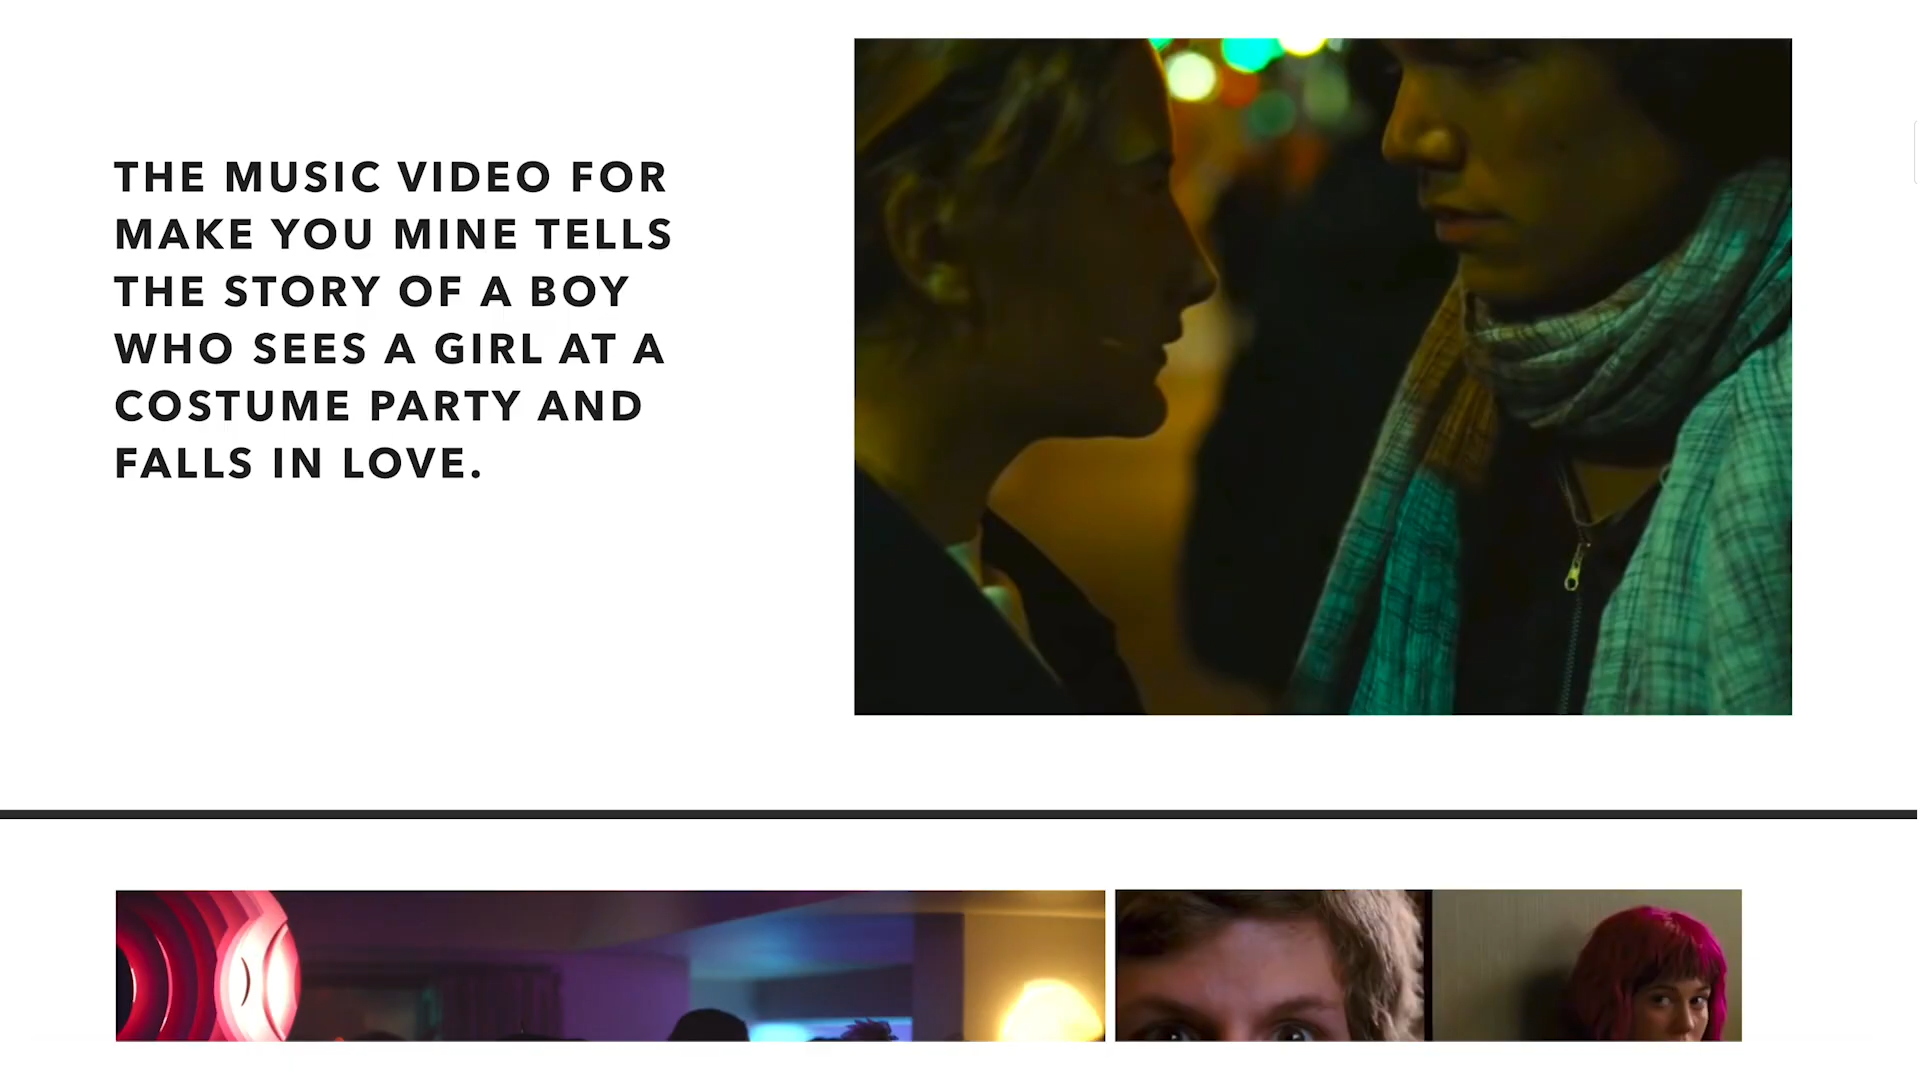 THE MUSIC VIDEO FOR
MAKE YOU MINE TELLS
THE STORY OF A BOY
WHO SEES A GIRL AT A
COSTUME PARTY AND
FALLS IN LOVE.